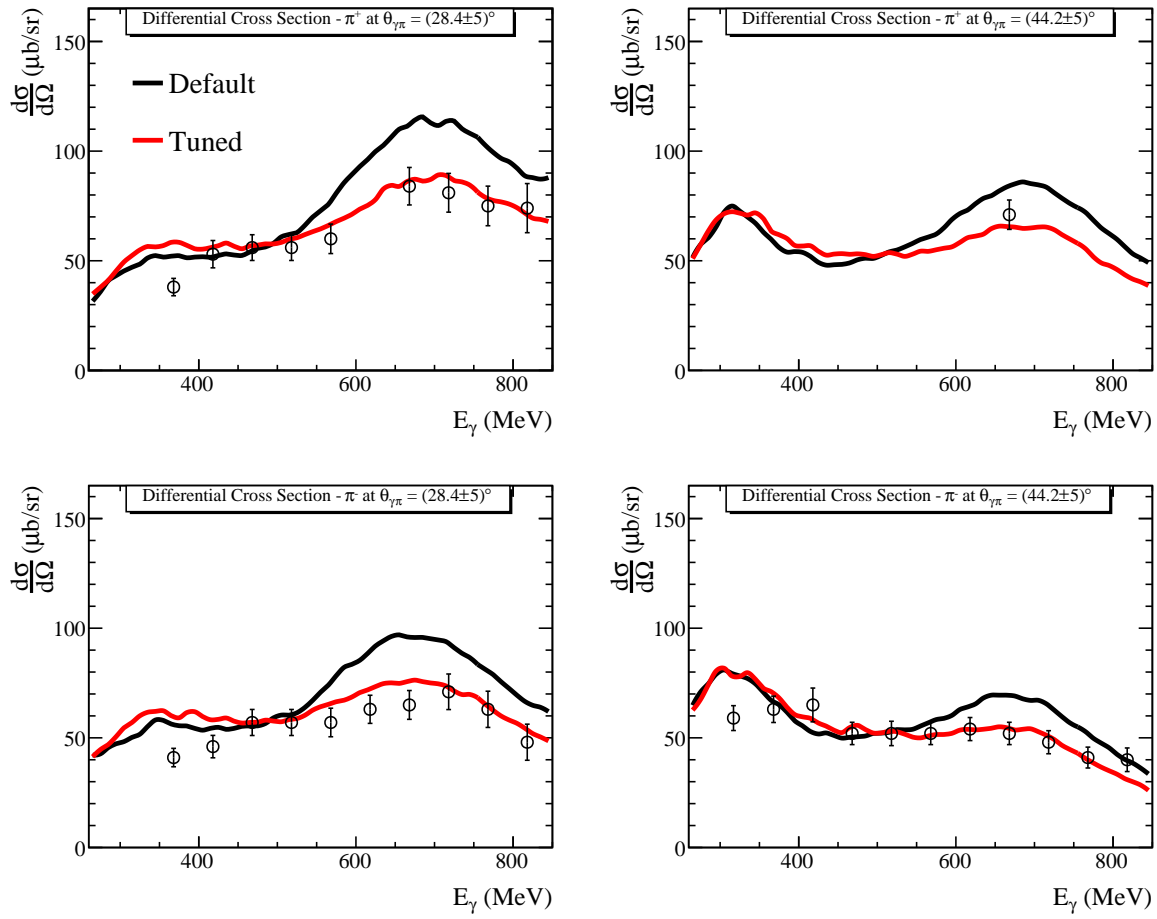 Differential Cross Section - π⁺ at θγπ = (28.4±5)°
dσ/dΩ (μb/sr)
150
100
50
0
Default
Tuned
400 600 800
Eγ (MeV)
Differential Cross Section - π⁺ at θγπ = (44.2±5)°
dσ/dΩ (μb/sr)
150
100
50
0
400 600 800
Eγ (MeV)
Differential Cross Section - π⁻ at θγπ = (28.4±5)°
dσ/dΩ (μb/sr)
150
100
50
0
400 600 800
Eγ (MeV)
Differential Cross Section - π⁻ at θγπ = (44.2±5)°
dσ/dΩ (μb/sr)
150
100
50
0
400 600 800
Eγ (MeV)